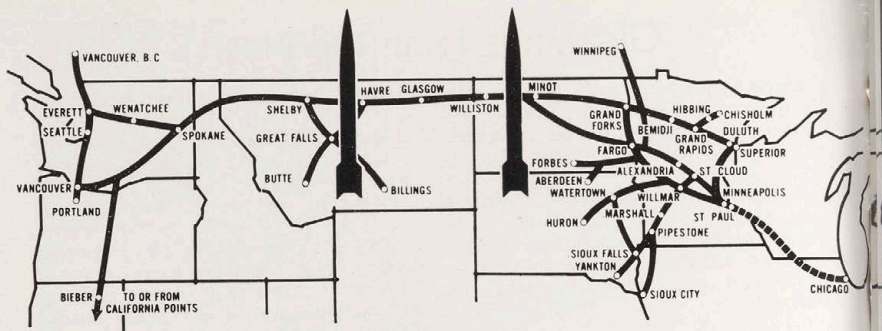 VANCOUVER, B.C
WINNIPEG
EVERETT
WENATCHEE
SEATTLE
SPOKANE
SHELBY
HAVRE
GLASGOW
WILLISTON
MINOT
GREAT FALLS
BUTTE
BILLINGS
GRAND
FORKS
BEMIDJI
HIBBING
CHISHOLM
GRAND
RAPIDS
DULUTH
SUPERIOR
FARGO
FORBES
ABERDEEN
ALEXANDRIA
ST CLOUD
WATERTOWN
WILLMAR
MINNEAPOLIS
ST PAUL
HURON
MARSHALL
PIPESTONE
SIOUX FALLS
YANKTON
SIOUX CITY
CHICAGO
VANCOUVER
PORTLAND
BIEBER
TO OR FROM
CALIFORNIA POINTS